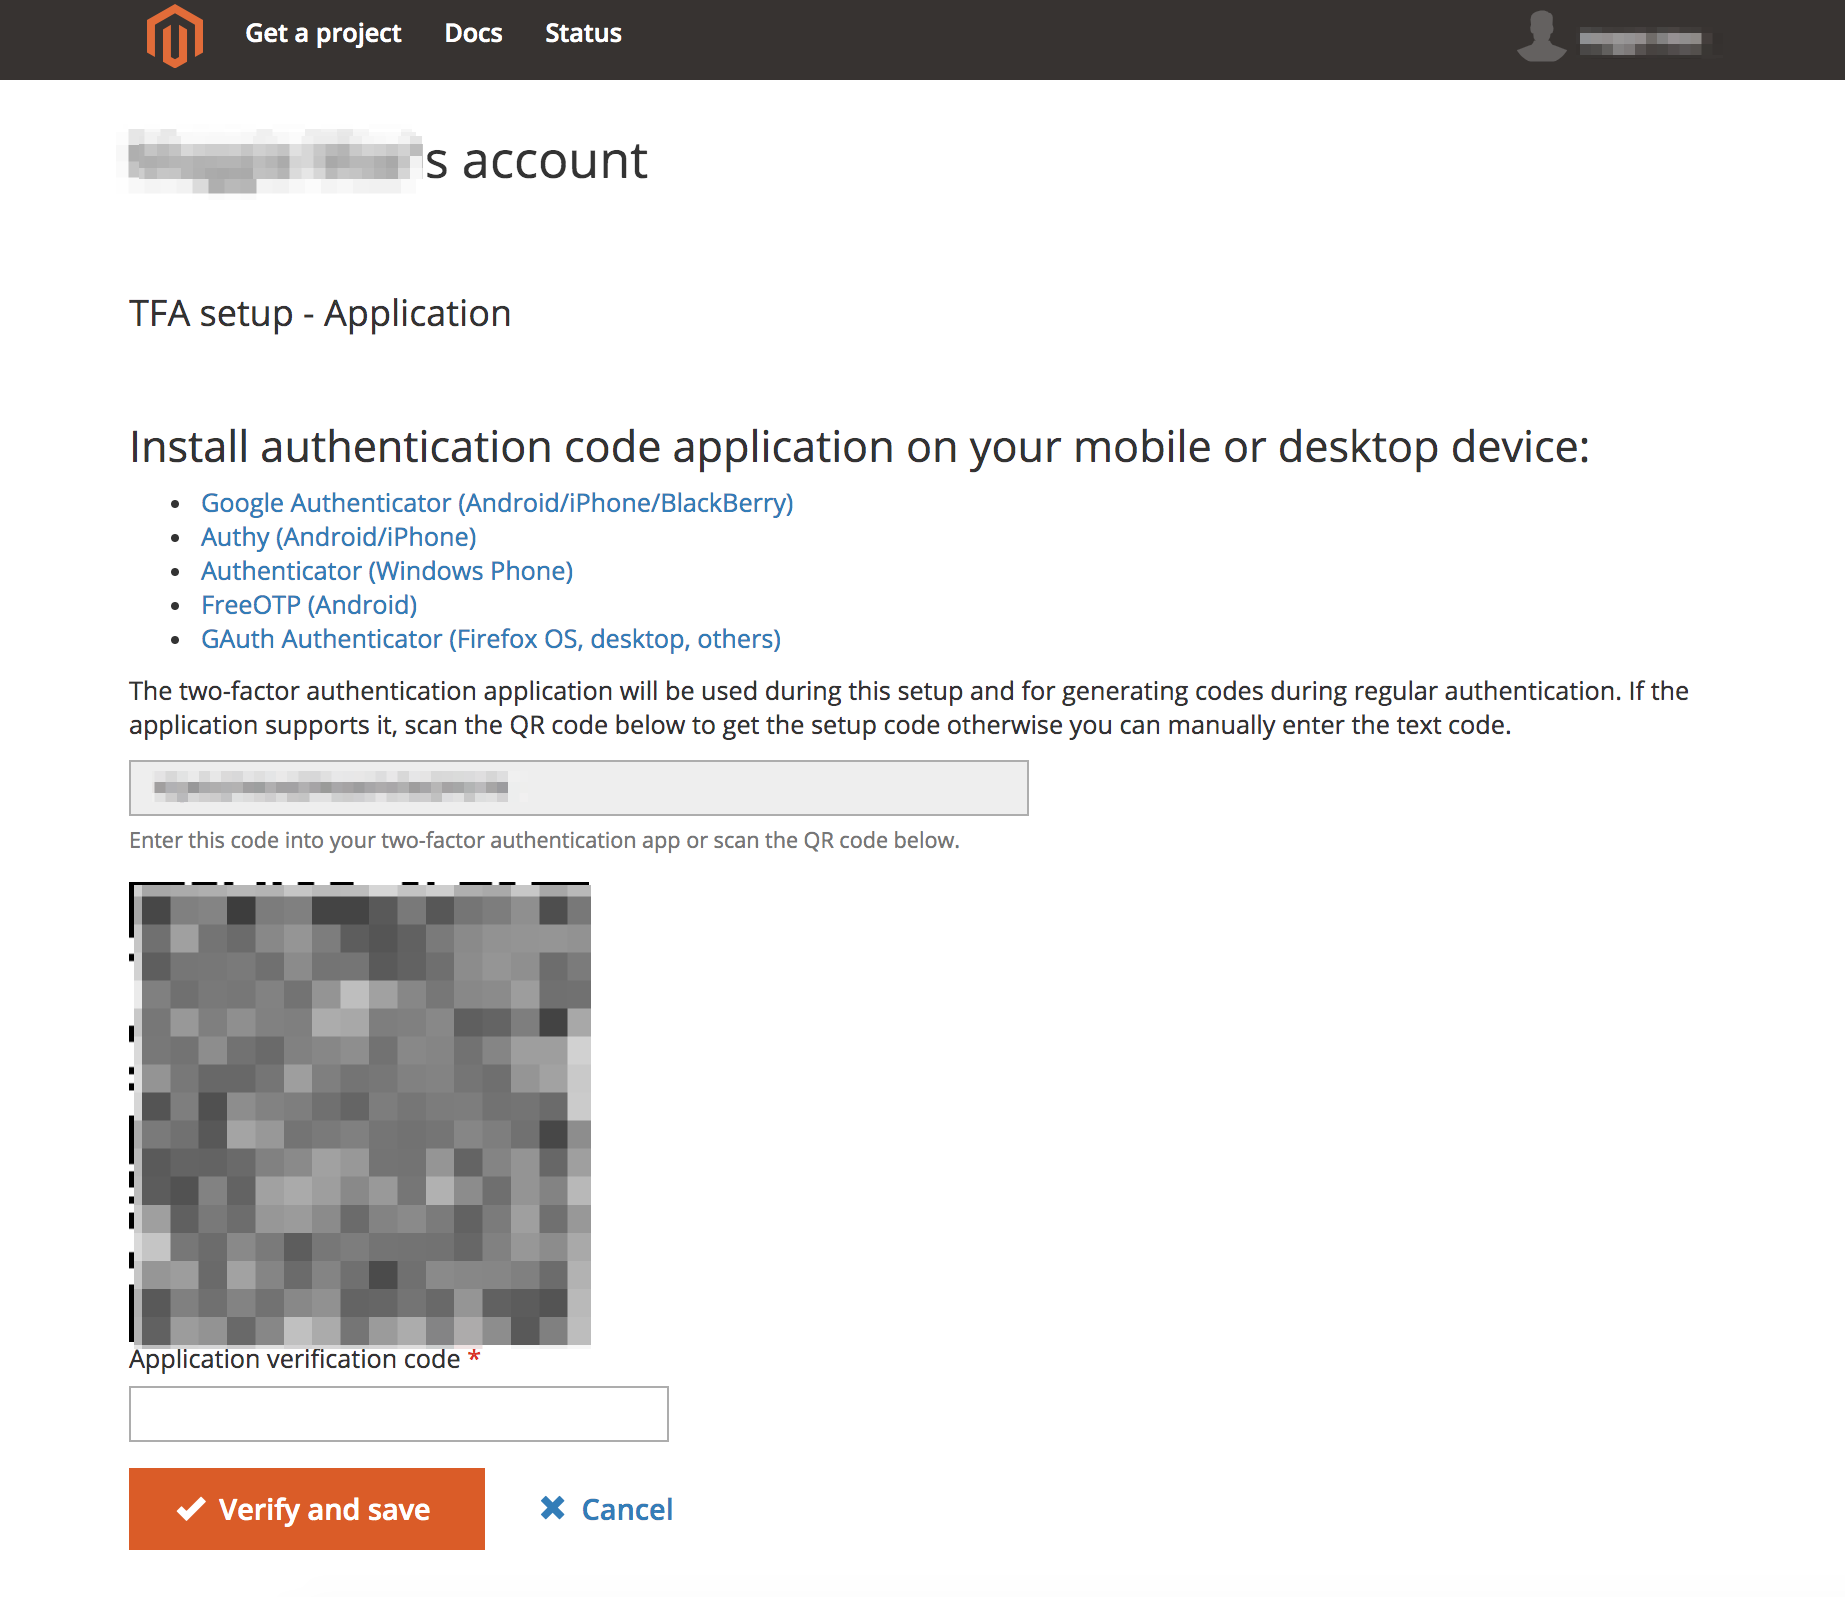 Get a project Docs Status
s account
TFA setup - Application
Install authentication code application on your mobile or desktop device:
Google Authenticator (Android/iPhone/BlackBerry)
Authy (Android/iPhone)
Authenticator (Windows Phone)
FreeOTP (Android)
GAuth Authenticator (Firefox OS, desktop, others)
The two-factor authentication application will be used during this setup and for generating codes during regular authentication. If the
application supports it, scan the QR code below to get the setup code otherwise you can manually enter the text code.
Enter this code into your two-factor authentication app or scan the QR code below.
Application verification code *
Verify and save Cancel